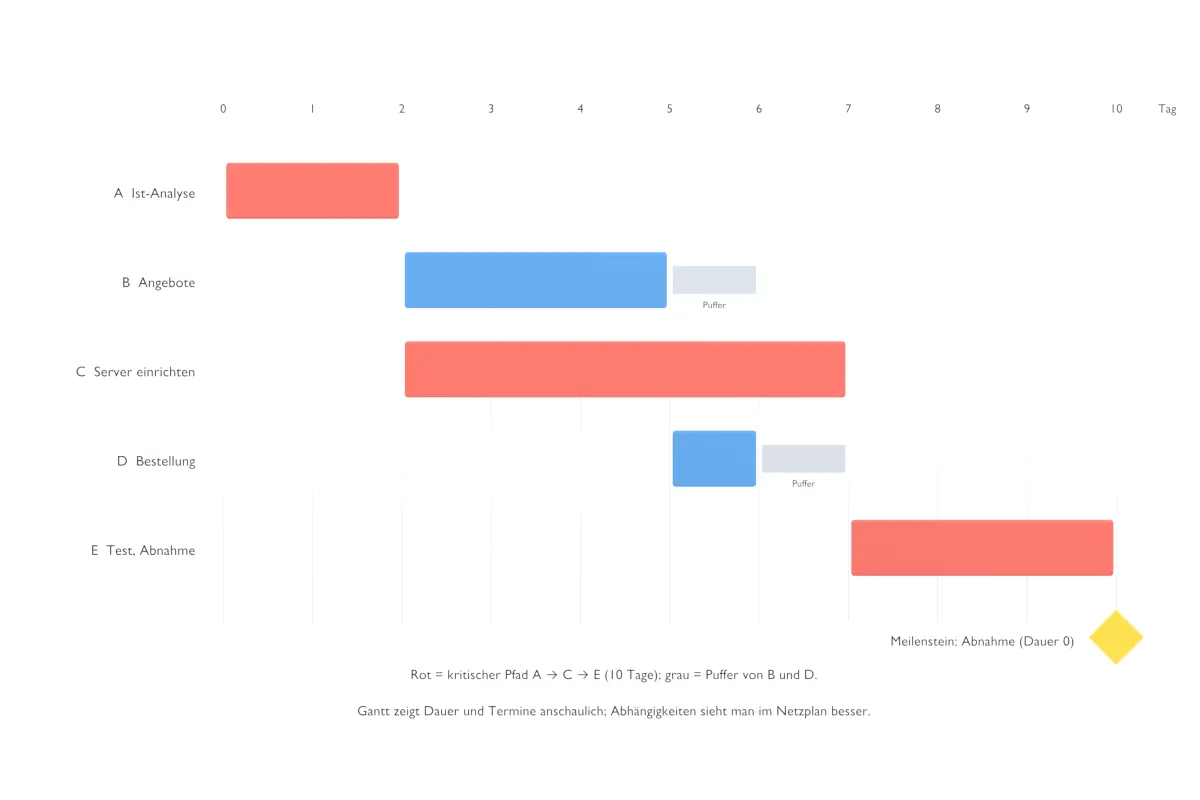 0 1 2 3 4 5 6 7 8 9 10 Tag
A Ist-Analyse
B Angebote
Puffer
C Server einrichten
D Bestellung
Puffer
E Test, Abnahme
Meilenstein: Abnahme (Dauer 0)
Rot = kritischer Pfad A → C → E (10 Tage); grau = Puffer von B und D.
Gantt zeigt Dauer und Termine anschaulich; Abhängigkeiten sieht man im Netzplan besser.